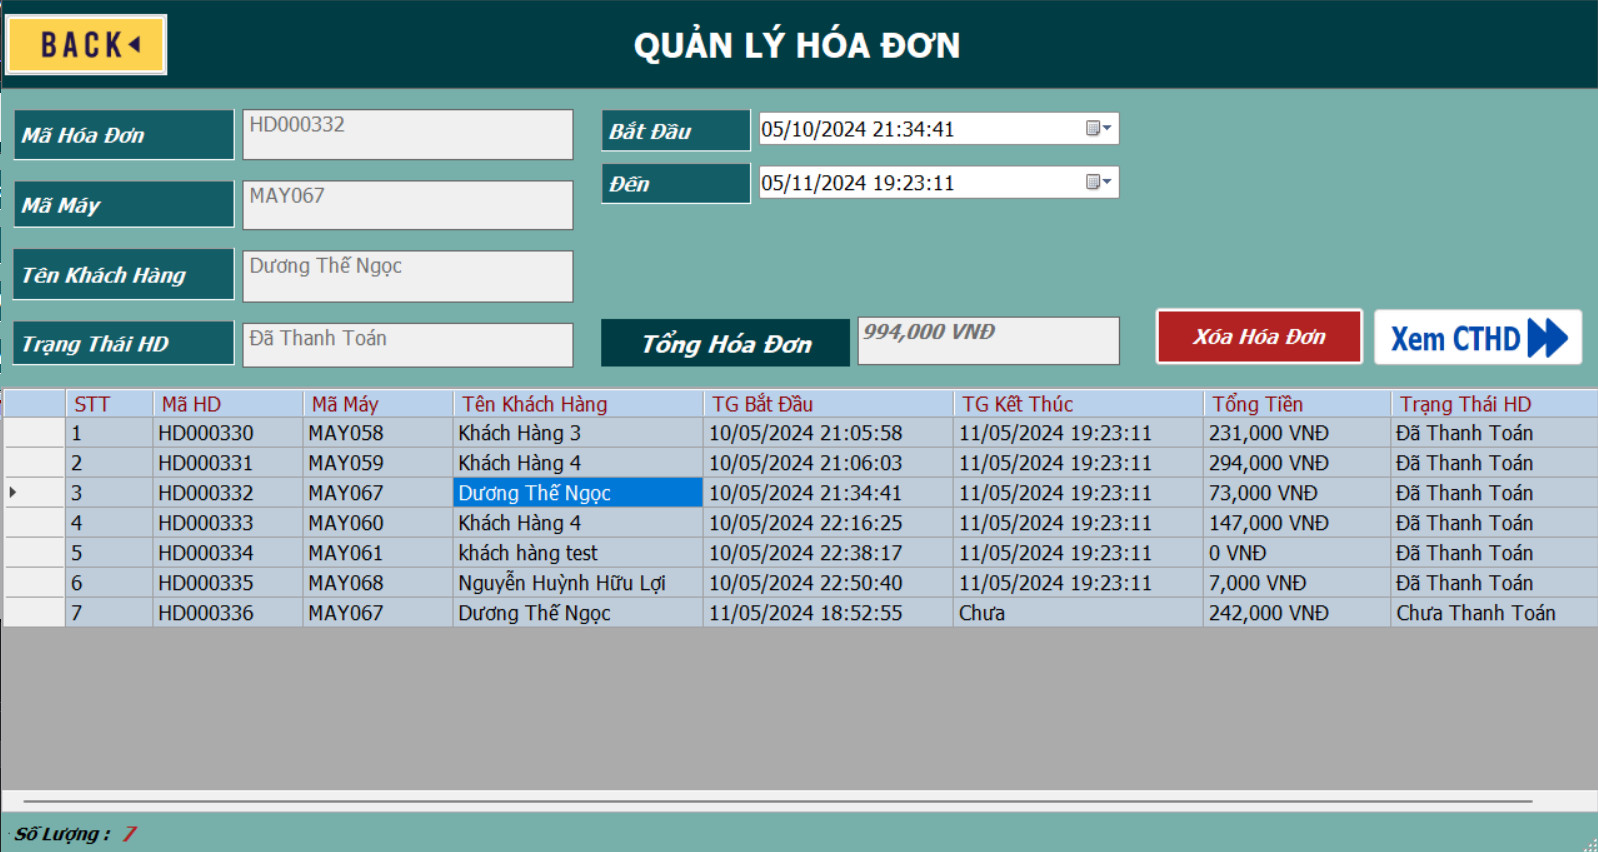 BACK
QUẢN LÝ HÓA ĐƠN
Mã Hóa Đơn HD000332
Bắt Đầu 05/10/2024 21:34:41
Đến 05/11/2024 19:23:11
Mã Máy MAY067
Tên Khách Hàng Dương Thế Ngọc
Trạng Thái HD Đã Thanh Toán
Tổng Hóa Đơn 994,000 VNĐ
Xóa Hóa Đơn
Xem CTHD
STT Mã HD Mã Máy Tên Khách Hàng TG Bắt Đầu TG Kết Thúc Tổng Tiền Trạng Thái HD
1 HD000330 MAY058 Khách Hàng 3 10/05/2024 21:05:58 11/05/2024 19:23:11 231,000 VNĐ Đã Thanh Toán
2 HD000331 MAY059 Khách Hàng 4 10/05/2024 21:06:03 11/05/2024 19:23:11 294,000 VNĐ Đã Thanh Toán
3 HD000332 MAY067 Dương Thế Ngọc 10/05/2024 21:34:41 11/05/2024 19:23:11 73,000 VNĐ Đã Thanh Toán
4 HD000333 MAY060 Khách Hàng 4 10/05/2024 22:16:25 11/05/2024 19:23:11 147,000 VNĐ Đã Thanh Toán
5 HD000334 MAY061 khách hàng test 10/05/2024 22:38:17 11/05/2024 19:23:11 0 VNĐ Đã Thanh Toán
6 HD000335 MAY068 Nguyễn Huỳnh Hữu Lợi 10/05/2024 22:50:40 11/05/2024 19:23:11 7,000 VNĐ Đã Thanh Toán
7 HD000336 MAY067 Dương Thế Ngọc 11/05/2024 18:52:55 Chưa 242,000 VNĐ Chưa Thanh Toán
Số Lượng : 7